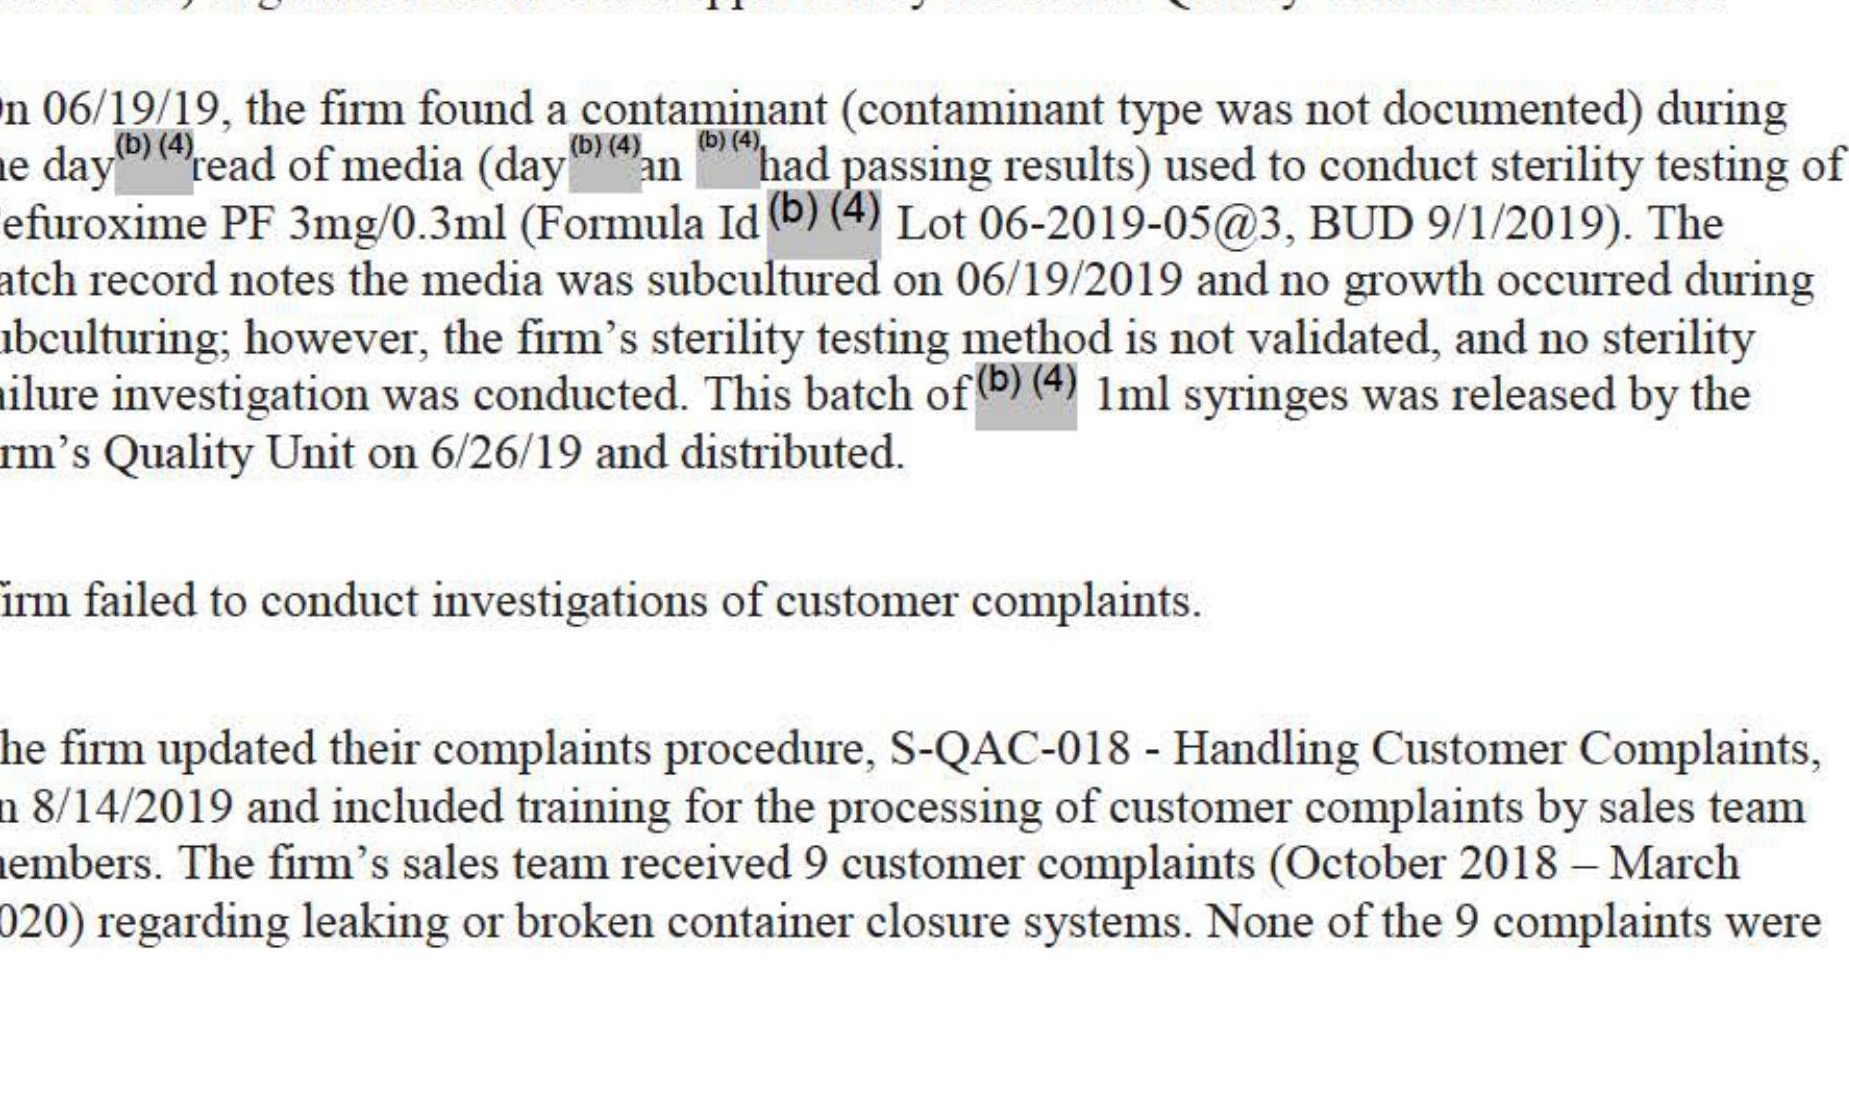 n 06/19/19, the firm found a contaminant (contaminant type was not documented) during
e day (b) (4) read of media (day (b) (4) an (b) (4) had passing results) used to conduct sterility testing of
efuroxime PF 3mg/0.3ml (Formula Id (b) (4) Lot 06-2019-05@3, BUD 9/1/2019). The
atch record notes the media was subcultured on 06/19/2019 and no growth occurred during
ubculturing; however, the firm’s sterility testing method is not validated, and no sterility
ailure investigation was conducted. This batch of (b) (4) 1ml syringes was released by the
rm’s Quality Unit on 6/26/19 and distributed.
firm failed to conduct investigations of customer complaints.
he firm updated their complaints procedure, S-QAC-018 - Handling Customer Complaints,
n 8/14/2019 and included training for the processing of customer complaints by sales team
embers. The firm’s sales team received 9 customer complaints (October 2018 – March
020) regarding leaking or broken container closure systems. None of the 9 complaints were